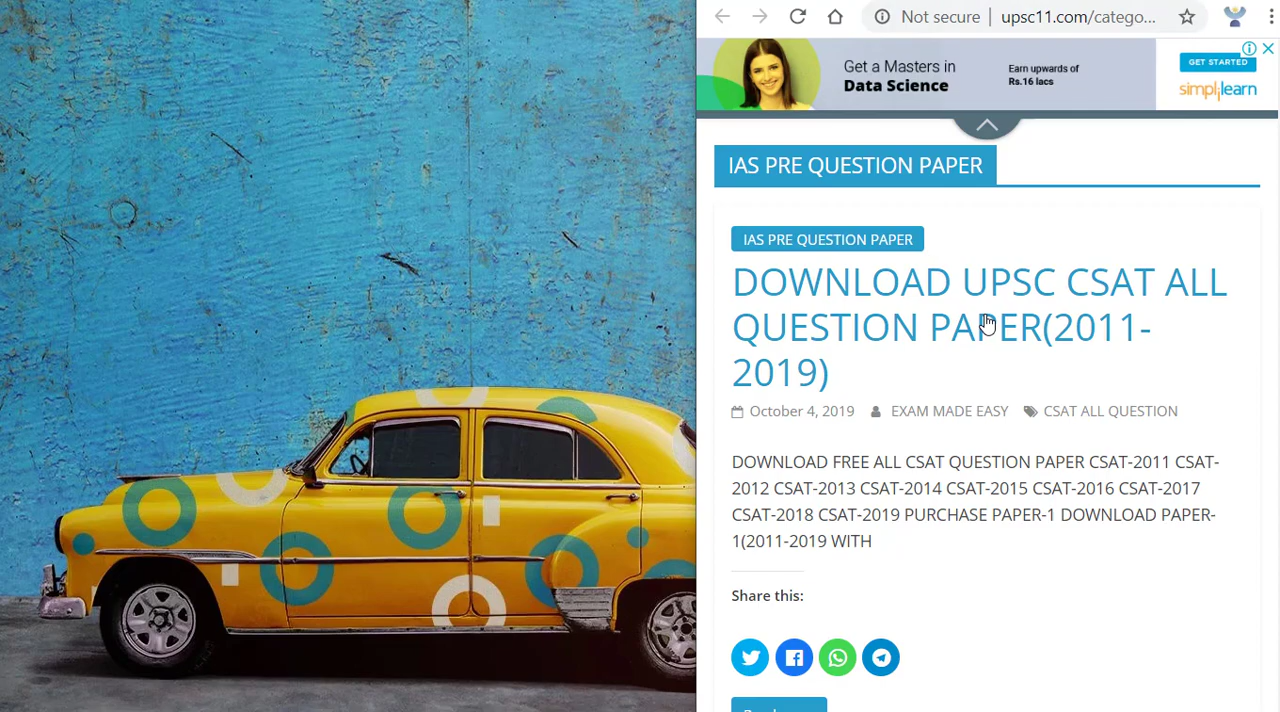 Not secure | upsc11.com/catego...
Get a Masters in
Data Science
Earn upwards of
Rs.16 lacs
GET STARTED
simplilearn
IAS PRE QUESTION PAPER
IAS PRE QUESTION PAPER
DOWNLOAD UPSC CSAT ALL
QUESTION PAPER(2011-
2019)
October 4, 2019 EXAM MADE EASY CSAT ALL QUESTION
DOWNLOAD FREE ALL CSAT QUESTION PAPER CSAT-2011 CSAT-
2012 CSAT-2013 CSAT-2014 CSAT-2015 CSAT-2016 CSAT-2017
CSAT-2018 CSAT-2019 PURCHASE PAPER-1 DOWNLOAD PAPER-
1(2011-2019 WITH
Share this: